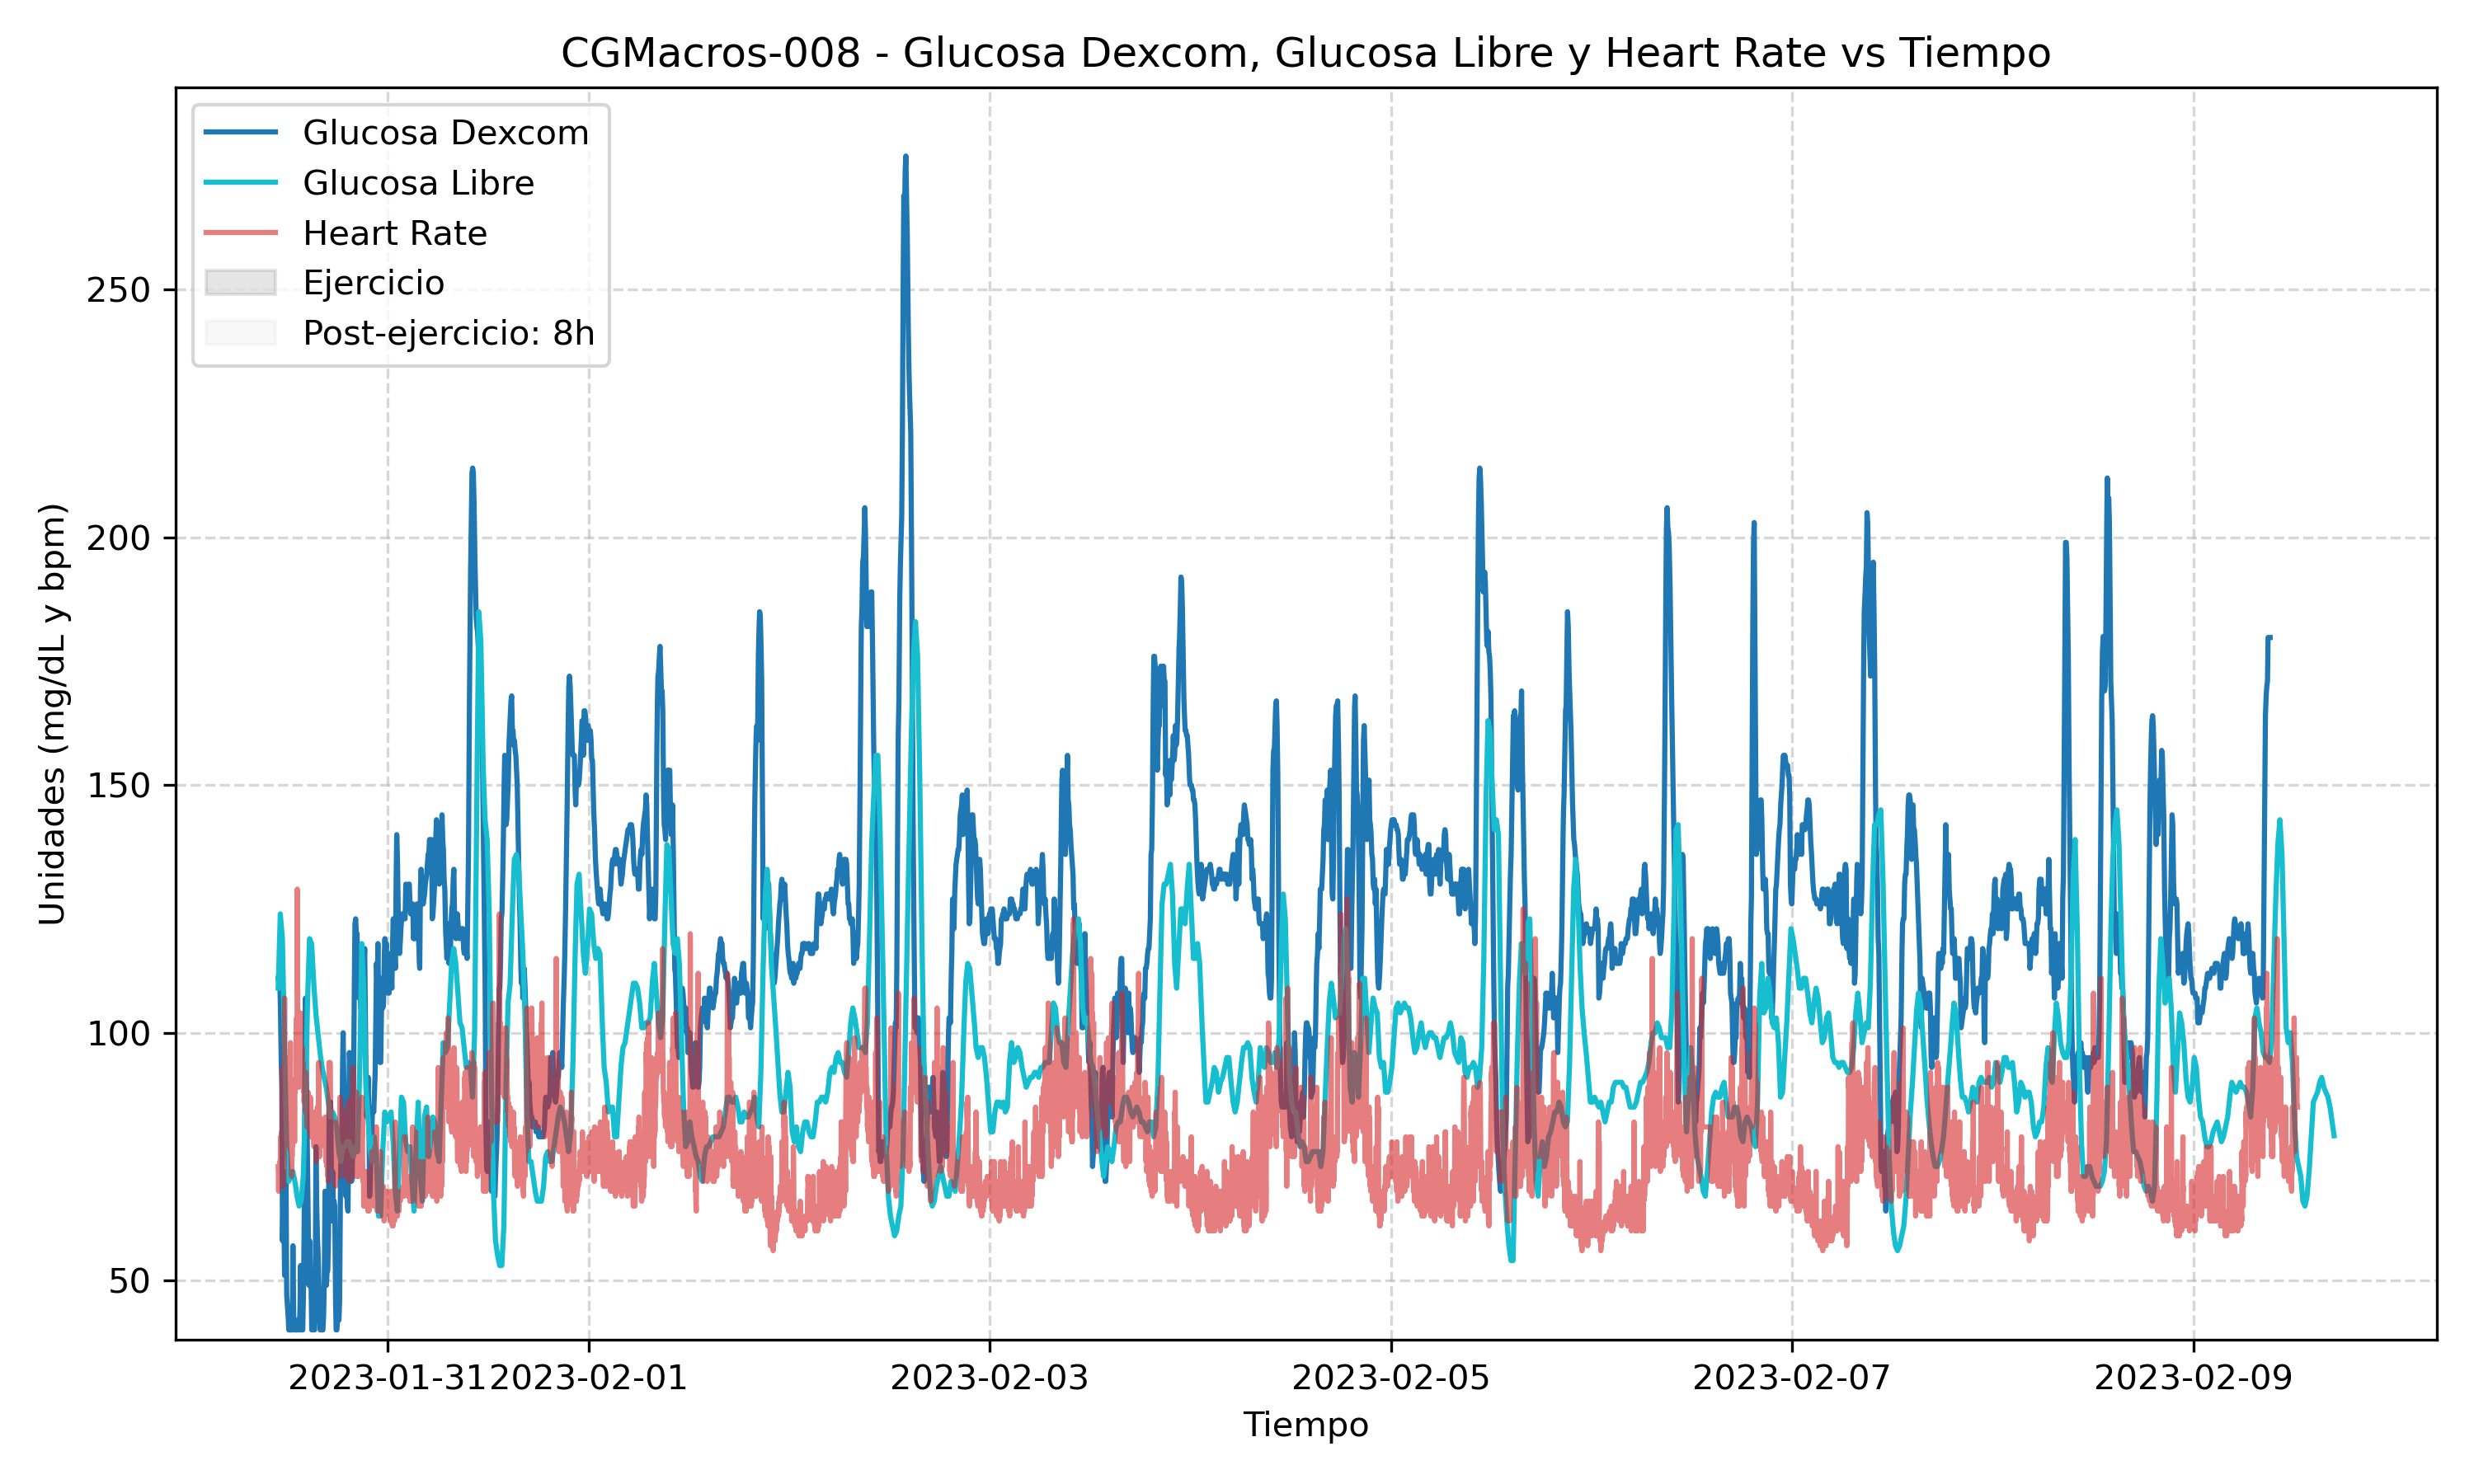 CGMacros-008 - Glucosa Dexcom, Glucosa Libre y Heart Rate vs Tiempo
Glucosa Dexcom
Glucosa Libre
Heart Rate
Ejercicio
Post-ejercicio: 8h
Unidades (mg/dL y bpm)
250
200
150
100
50
2023-01-31
2023-02-01
2023-02-03
2023-02-05
2023-02-07
2023-02-09
Tiempo